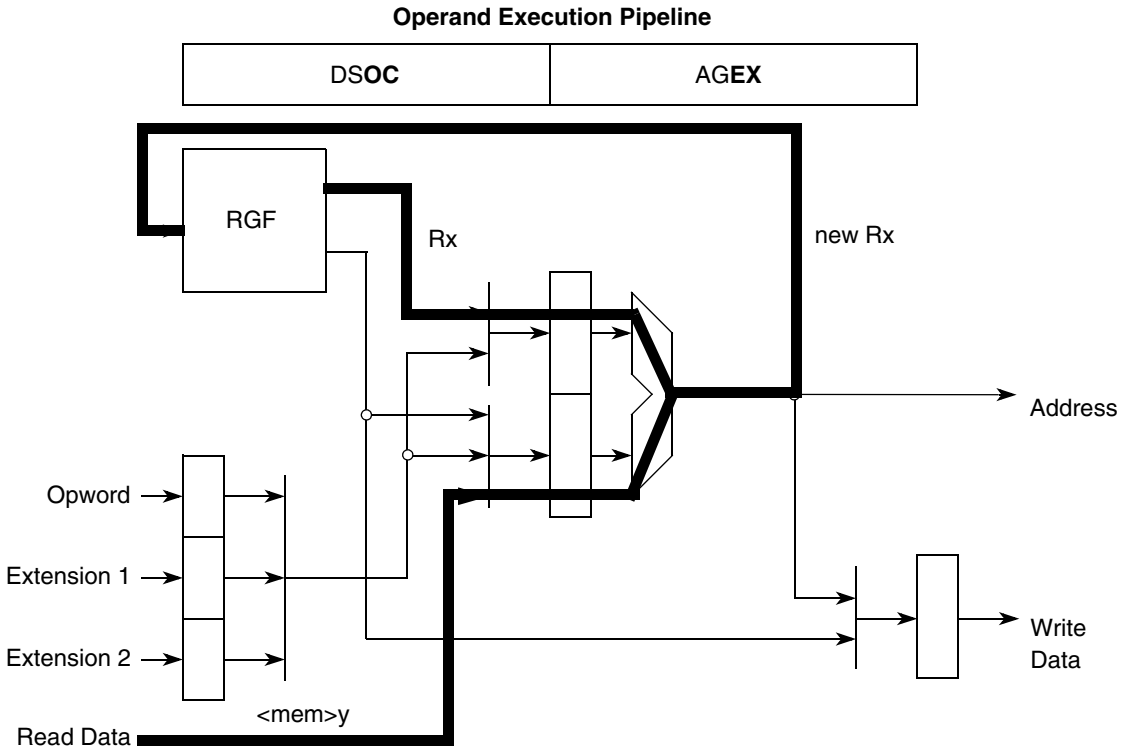 Operand Execution Pipeline
DSOC
AGEX
RGF
Rx
new Rx
Address
Opword
Extension 1
Extension 2
Write
Data
<mem>y
Read Data